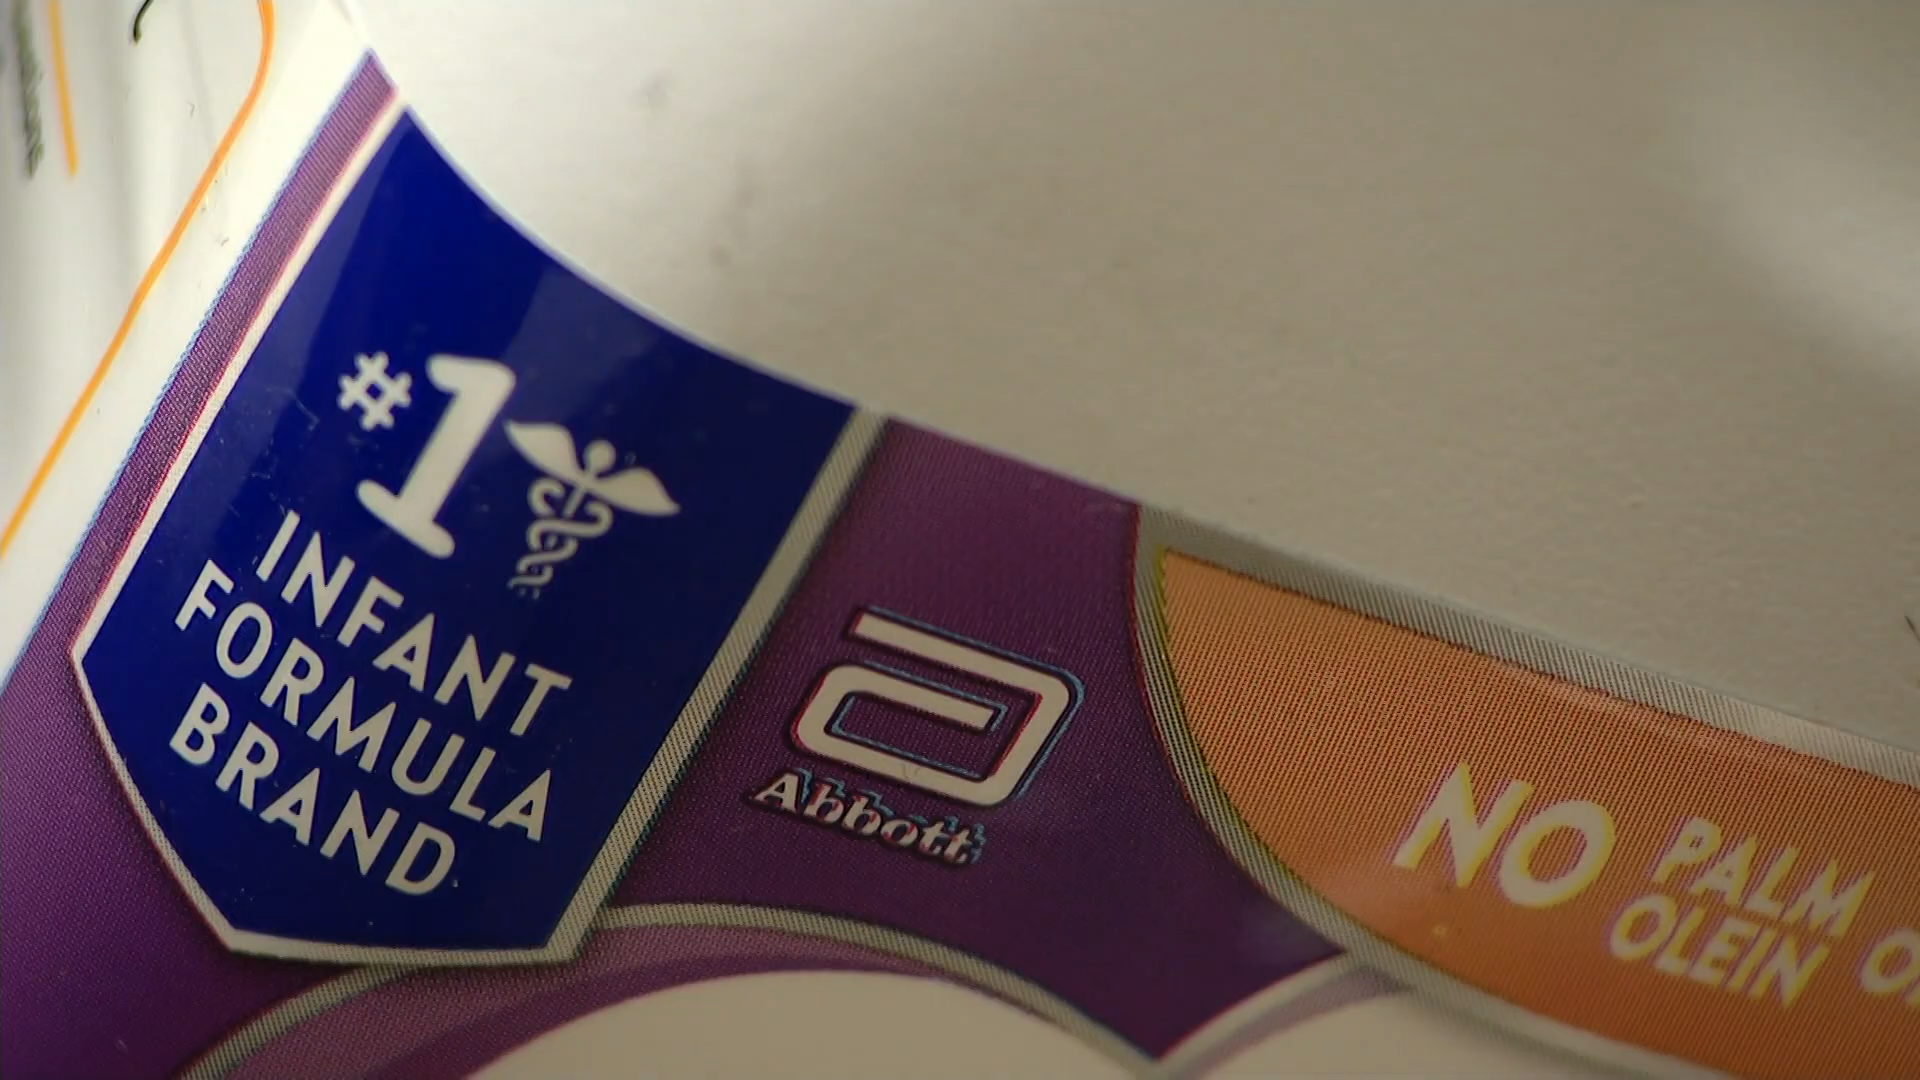 #1
INFANT
FORMULA
BRAND
Abbott
NO PALM
OLEIN